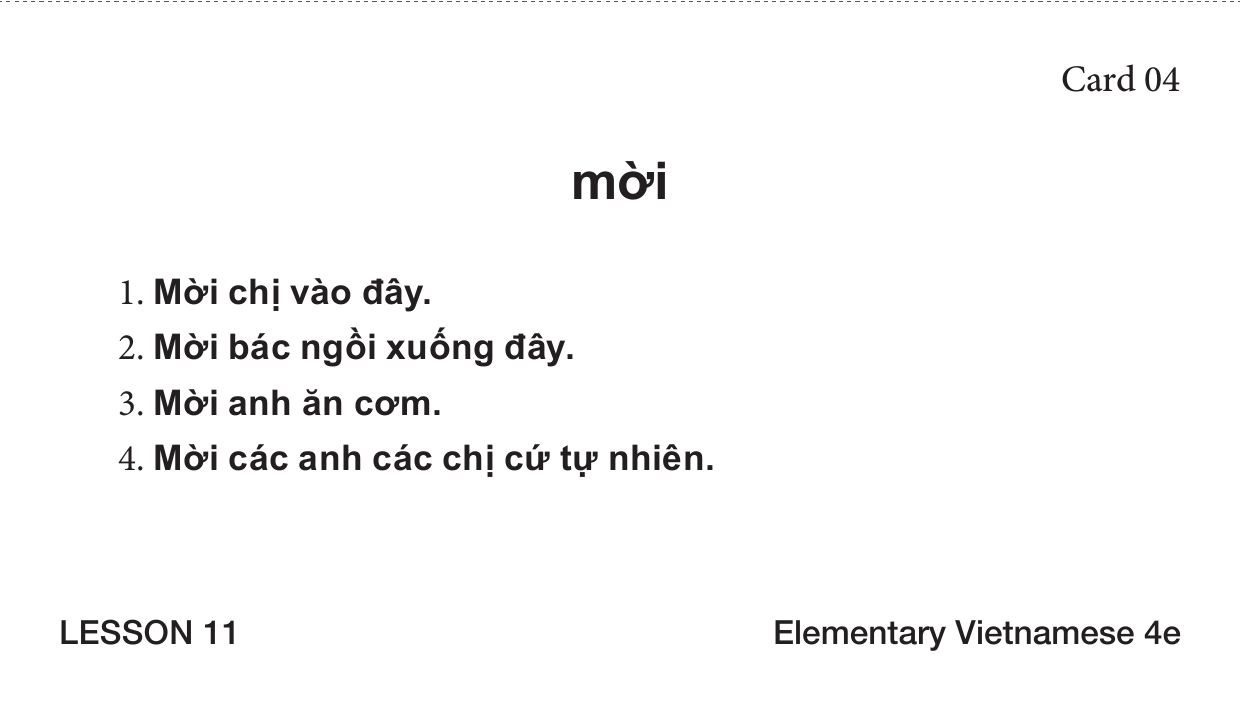 Card 04
mời
1. Mời chị vào đây.
2. Mời bác ngồi xuống đây.
3. Mời anh ăn cơm.
4. Mời các anh các chị cứ tự nhiên.
LESSON 11 Elementary Vietnamese 4e